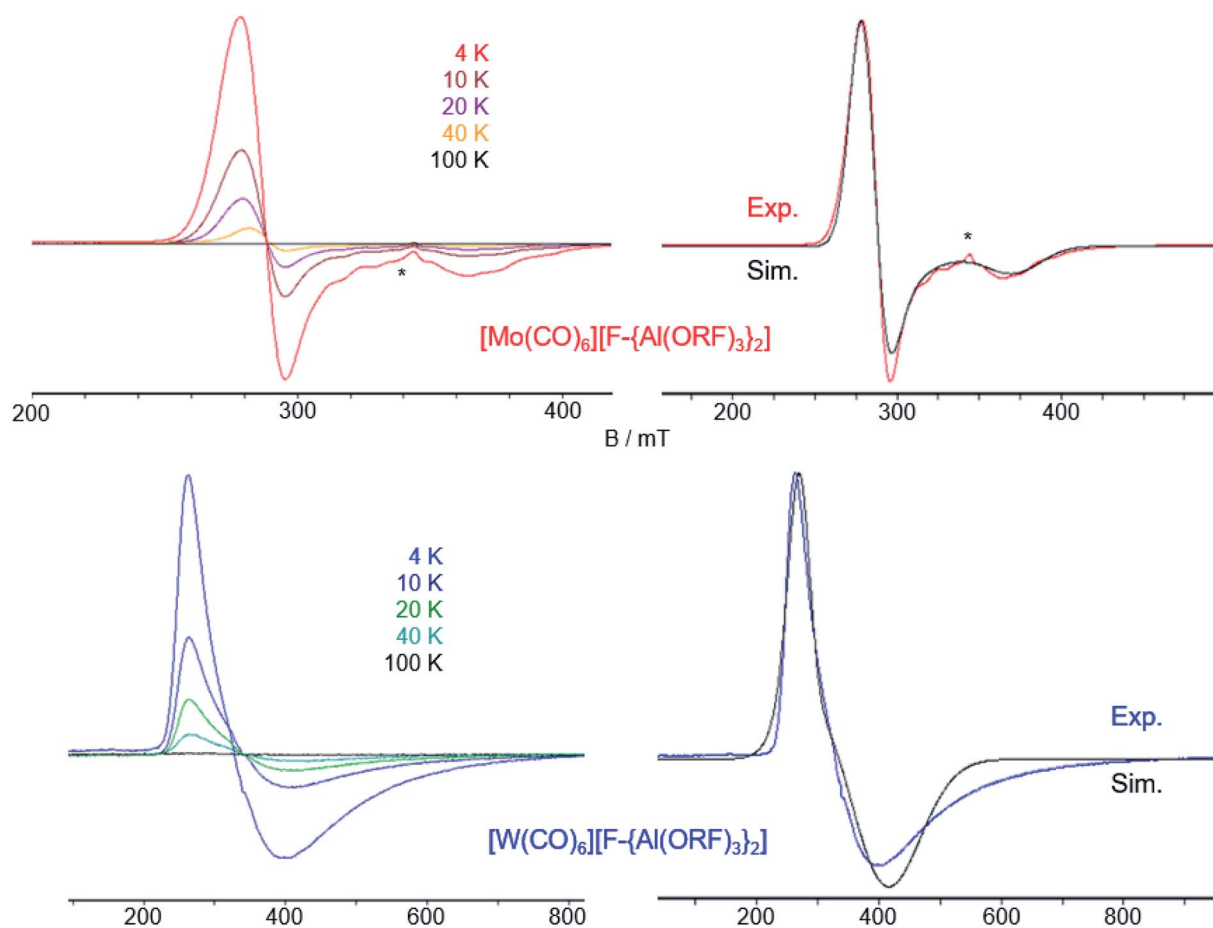 4 K
10 K
20 K
40 K
100 K
*
Exp.
Sim.
*
[Mo(CO)₆][F-{Al(ORF)₃}₂]
200
300
400
200
300
400
B / mT
4 K
10 K
20 K
40 K
100 K
Exp.
Sim.
[W(CO)₆][F-{Al(ORF)₃}₂]
200
400
600
800
200
400
600
800